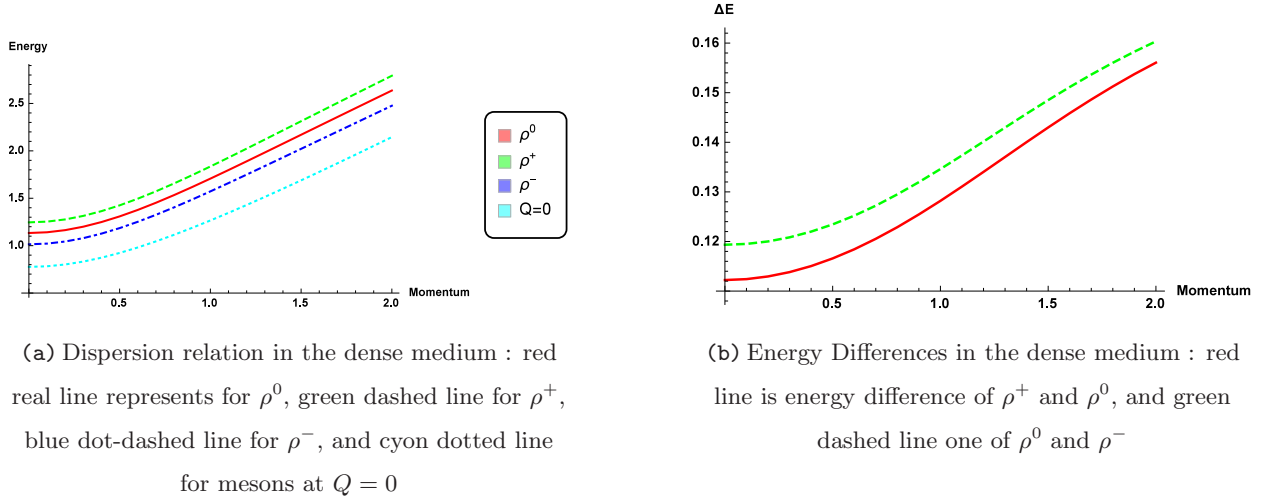 Energy
2.5
2.0
1.5
1.0
0.5
1.0
1.5
2.0
Momentum
ρ⁰
ρ⁺
ρ⁻
Q=0
ΔE
0.16
0.15
0.14
0.13
0.12
0.5
1.0
1.5
2.0
Momentum
(a) Dispersion relation in the dense medium : red
real line represents for ρ⁰, green dashed line for ρ⁺,
blue dot-dashed line for ρ⁻, and cyon dotted line
for mesons at Q = 0
(b) Energy Differences in the dense medium : red
line is energy difference of ρ⁺ and ρ⁰, and green
dashed line one of ρ⁰ and ρ⁻